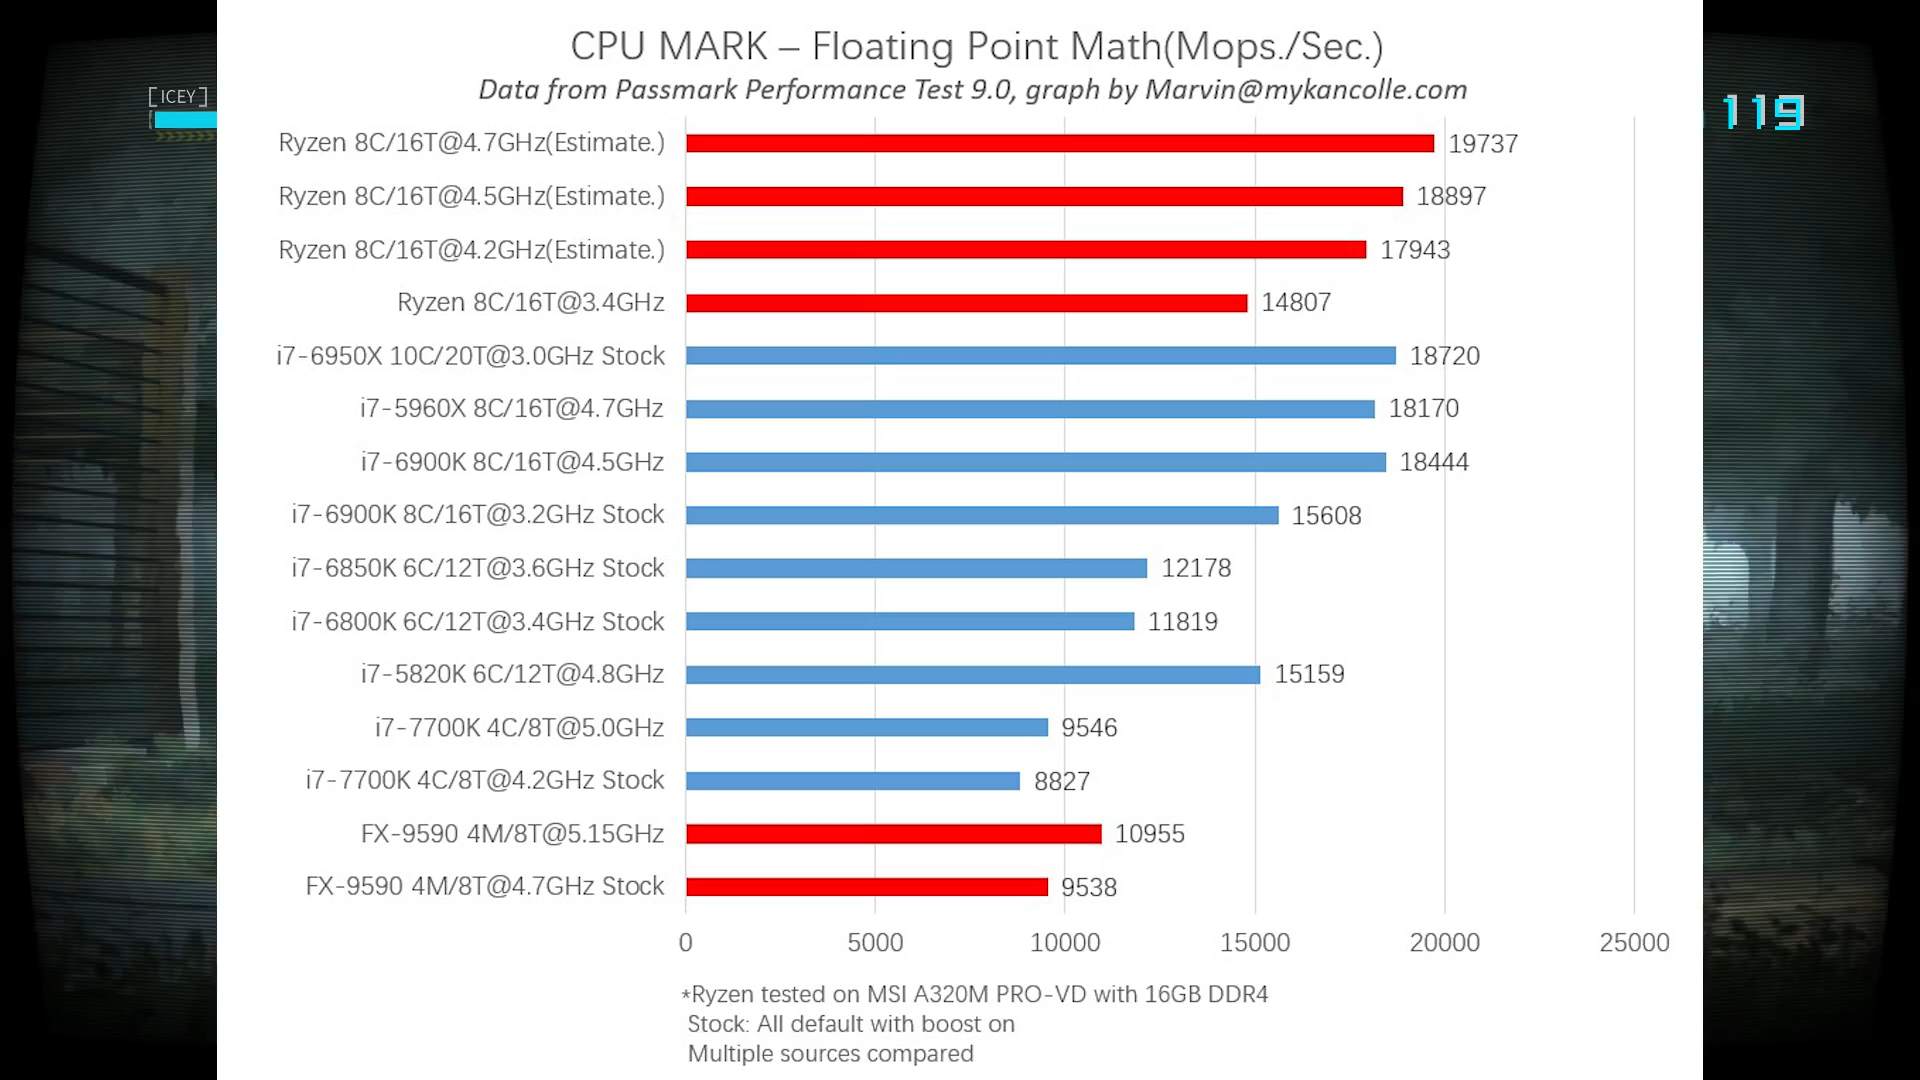 CPU MARK – Floating Point Math(Mops./Sec.)
Data from Passmark Performance Test 9.0, graph by Marvin@mykancolle.com
[ICEY]
119
Ryzen 8C/16T@4.7GHz(Estimate.) 19737
Ryzen 8C/16T@4.5GHz(Estimate.) 18897
Ryzen 8C/16T@4.2GHz(Estimate.) 17943
Ryzen 8C/16T@3.4GHz 14807
i7-6950X 10C/20T@3.0GHz Stock 18720
i7-5960X 8C/16T@4.7GHz 18170
i7-6900K 8C/16T@4.5GHz 18444
i7-6900K 8C/16T@3.2GHz Stock 15608
i7-6850K 6C/12T@3.6GHz Stock 12178
i7-6800K 6C/12T@3.4GHz Stock 11819
i7-5820K 6C/12T@4.8GHz 15159
i7-7700K 4C/8T@5.0GHz 9546
i7-7700K 4C/8T@4.2GHz Stock 8827
FX-9590 4M/8T@5.15GHz 10955
FX-9590 4M/8T@4.7GHz Stock 9538
0 5000 10000 15000 20000 25000
*Ryzen tested on MSI A320M PRO-VD with 16GB DDR4
Stock: All default with boost on
Multiple sources compared